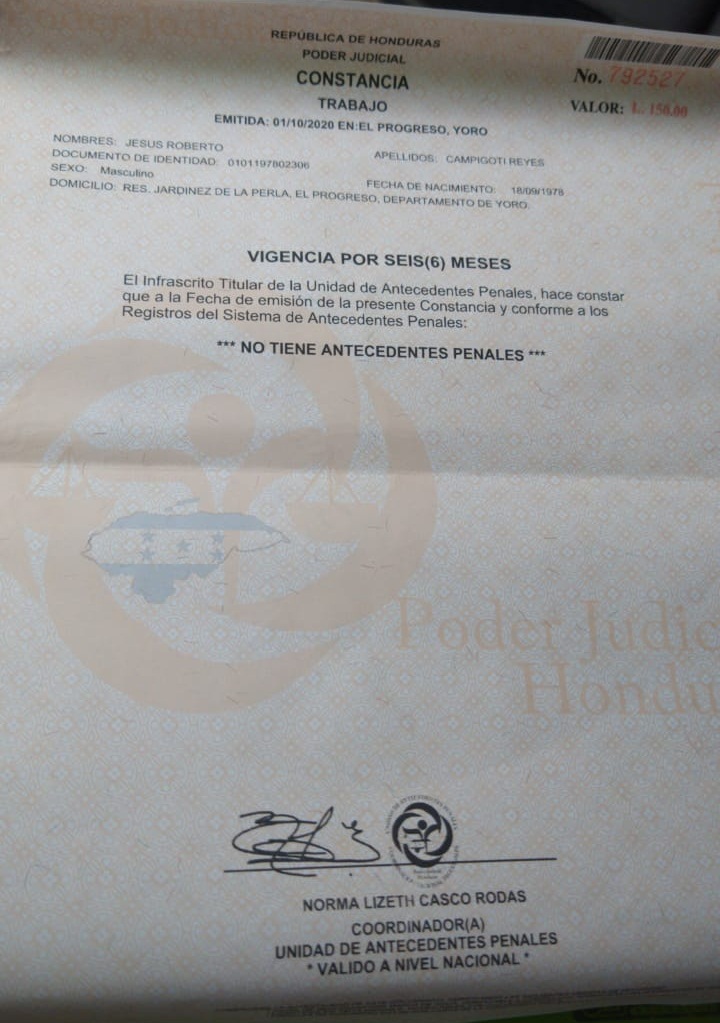 REPÚBLICA DE HONDURAS
PODER JUDICIAL
CONSTANCIA
TRABAJO
EMITIDA: 01/10/2020 EN:EL PROGRESO, YORO
No. 792527
VALOR: L. 150.00
NOMBRES: JESUS ROBERTO
APELLIDOS: CAMPIGOTI REYES
DOCUMENTO DE IDENTIDAD: 0101197802306
SEXO: Masculino
FECHA DE NACIMIENTO: 18/09/1978
DOMICILIO: RES. JARDINEZ DE LA PERLA, EL PROGRESO, DEPARTAMENTO DE YORO.
VIGENCIA POR SEIS(6) MESES
El Infrascrito Titular de la Unidad de Antecedentes Penales, hace constar
que a la Fecha de emisión de la presente Constancia y conforme a los
Registros del Sistema de Antecedentes Penales:
*** NO TIENE ANTECEDENTES PENALES ***
Poder Judic
Hondu
NORMA LIZETH CASCO RODAS
COORDINADOR(A)
UNIDAD DE ANTECEDENTES PENALES
* VALIDO A NIVEL NACIONAL *